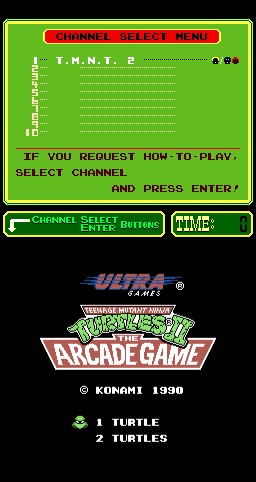 CHANNEL SELECT MENU
1 T.M.N.T. 2
2
3
4
5
6
7
8
9
10
IF YOU REQUEST HOW-TO-PLAY,
SELECT CHANNEL
AND PRESS ENTER!
CHANNEL SELECT
ENTER BUTTONS
TIME: 0
ULTRA®
GAMES
TEENAGE MUTANT NINJA
TURTLES II
THE
ARCADE GAME
© KONAMI 1990
1 TURTLE
2 TURTLES